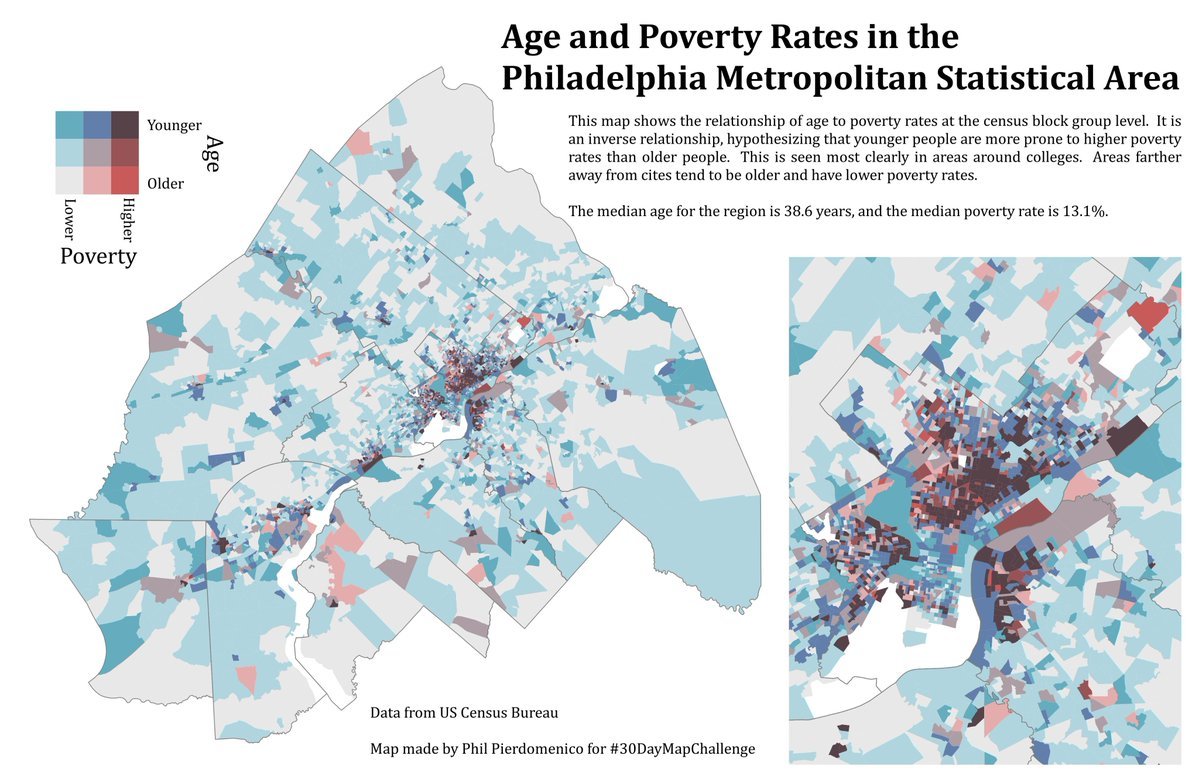 Age and Poverty Rates in the
Philadelphia Metropolitan Statistical Area
This map shows the relationship of age to poverty rates at the census block group level. It is
an inverse relationship, hypothesizing that younger people are more prone to higher poverty
rates than older people. This is seen most clearly in areas around colleges. Areas farther
away from cites tend to be older and have lower poverty rates.
The median age for the region is 38.6 years, and the median poverty rate is 13.1%.
Younger
Age
Older
Lower
Higher
Poverty
Data from US Census Bureau
Map made by Phil Pierdomenico for #30DayMapChallenge